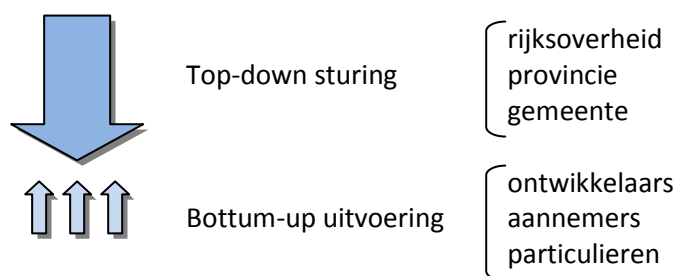 Top-down sturing
rijksoverheid
provincie
gemeente
Bottum-up uitvoering
ontwikkelaars
aannemers
particulieren